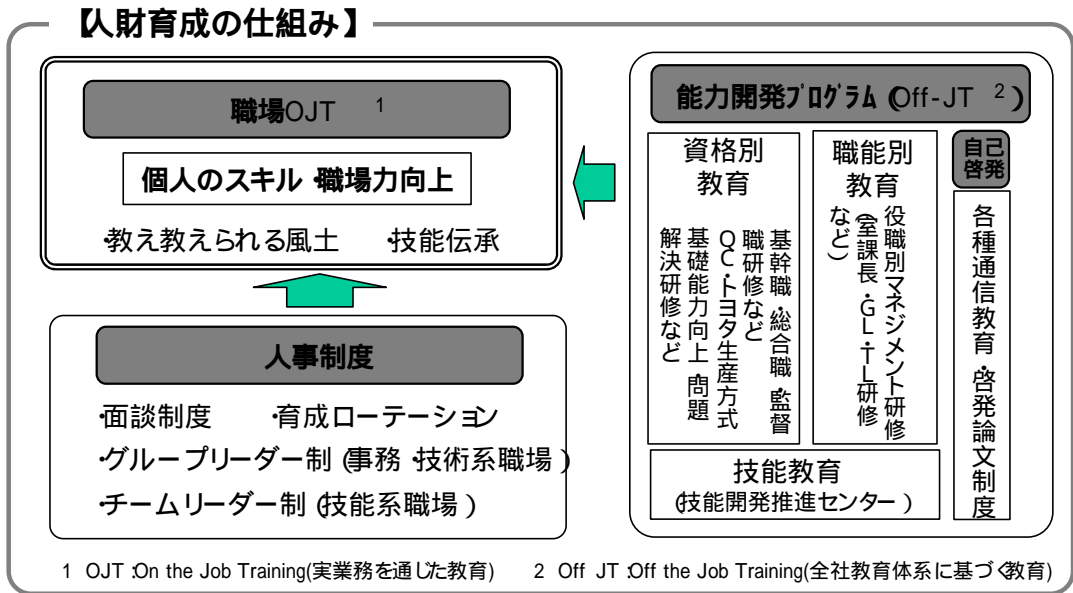 【人財育成の仕組み】
職場OJT 1
個人のスキル・職場力向上
・教え教えられる風土 ・技能伝承
人事制度
・面談制度 ・育成ローテーション
・グループリーダー制(事務・技術系職場)
・チームリーダー制(技能系職場)
能力開発プログラム(Off-JT 2)
資格別
教育
基幹職・総合職・監督
職研修など
QC・トヨタ生産方式
基礎能力向上・問題
解決研修など
職能別
教育
役職別マネジメント研修
(室課長・GL・TL研修
など)
自己
啓発
各種通信教育・啓発論文制度
技能教育
(技能開発推進センター)
1 OJT:On the Job Training(実業務を通した教育) 2 Off JT:Off the Job Training(全社教育体系に基づく教育)